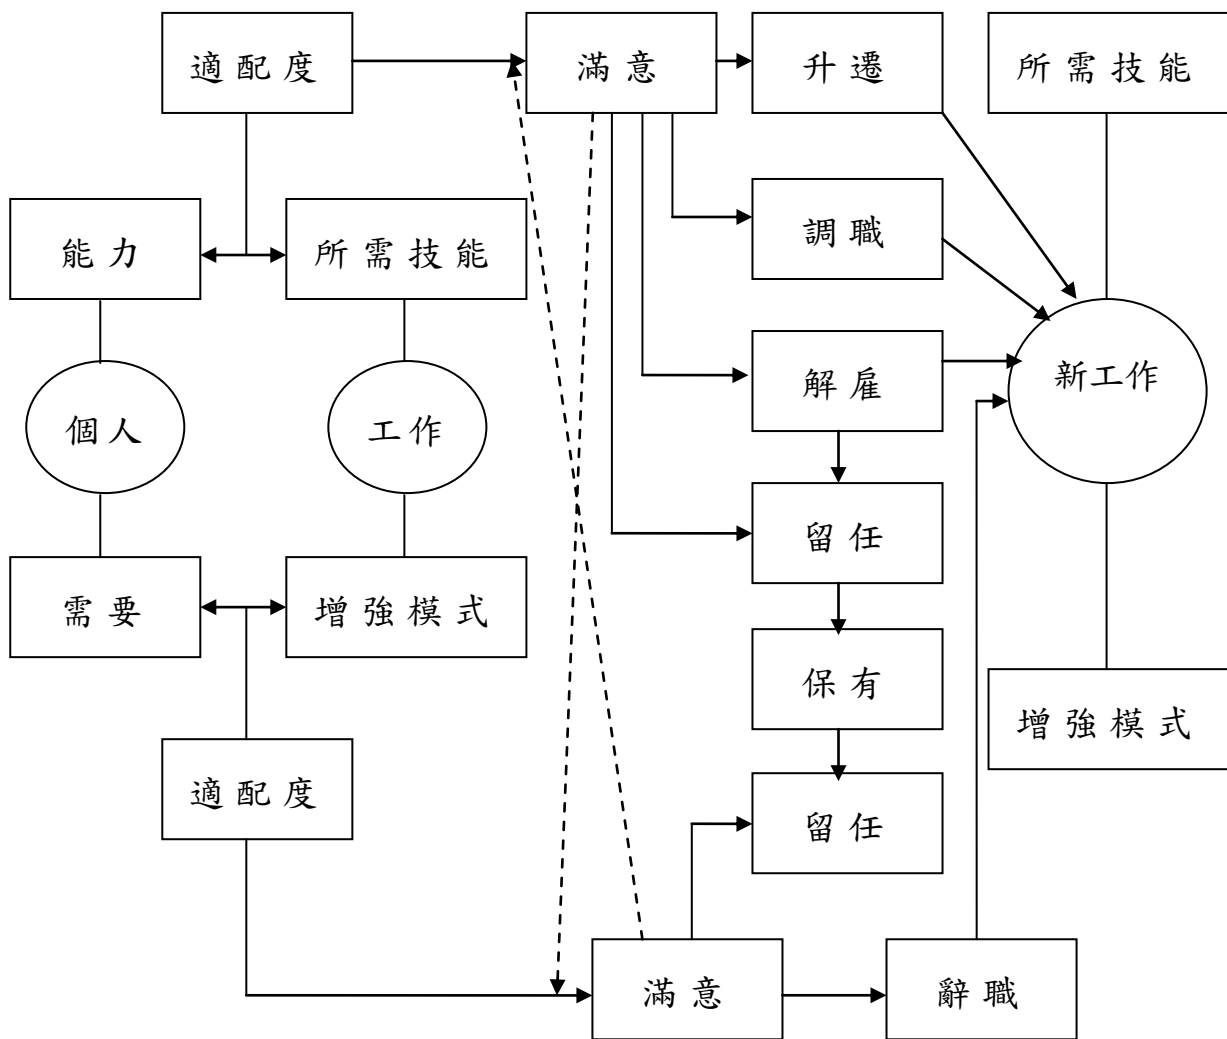 適配度
滿意
升遷
所需技能
能力
所需技能
調職
個人
工作
解雇
新工作
留任
需要
增強模式
保有
增強模式
適配度
留任
滿意
辭職